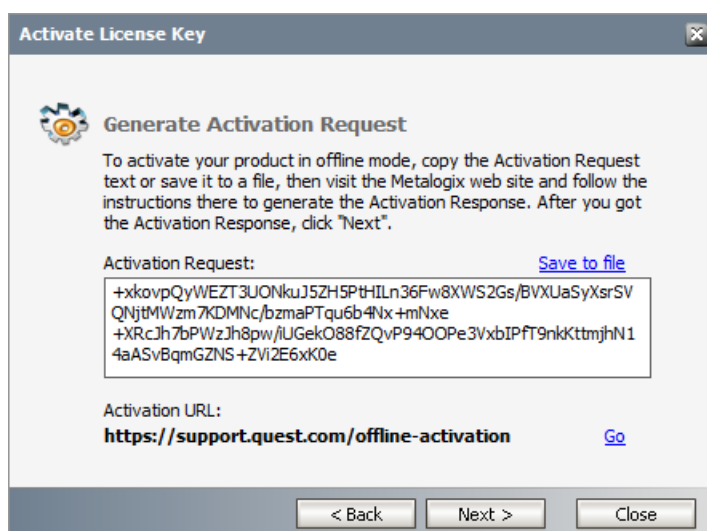 Activate License Key
Generate Activation Request
To activate your product in offline mode, copy the Activation Request
text or save it to a file, then visit the Metalogix web site and follow the
instructions there to generate the Activation Response. After you got
the Activation Response, click "Next".
Activation Request:
Save to file
+xkovpQyWEZT3UONkuJ5ZH5PtHILn36Fw8XWS2Gs/BVXUaSyXsrSV
QNjtMWzm7KDMNc/bzmaPTqu6b4Nx+mNxe
+XRcJh7bPWzJh8pw/iUGekO88fZQvP94OOPe3VxbIPfT9nkKttmjhN1
4aASvBqmGZNS+ZVi2E6xK0e
Activation URL:
https://support.quest.com/offline-activation
Go
< Back
Next >
Close